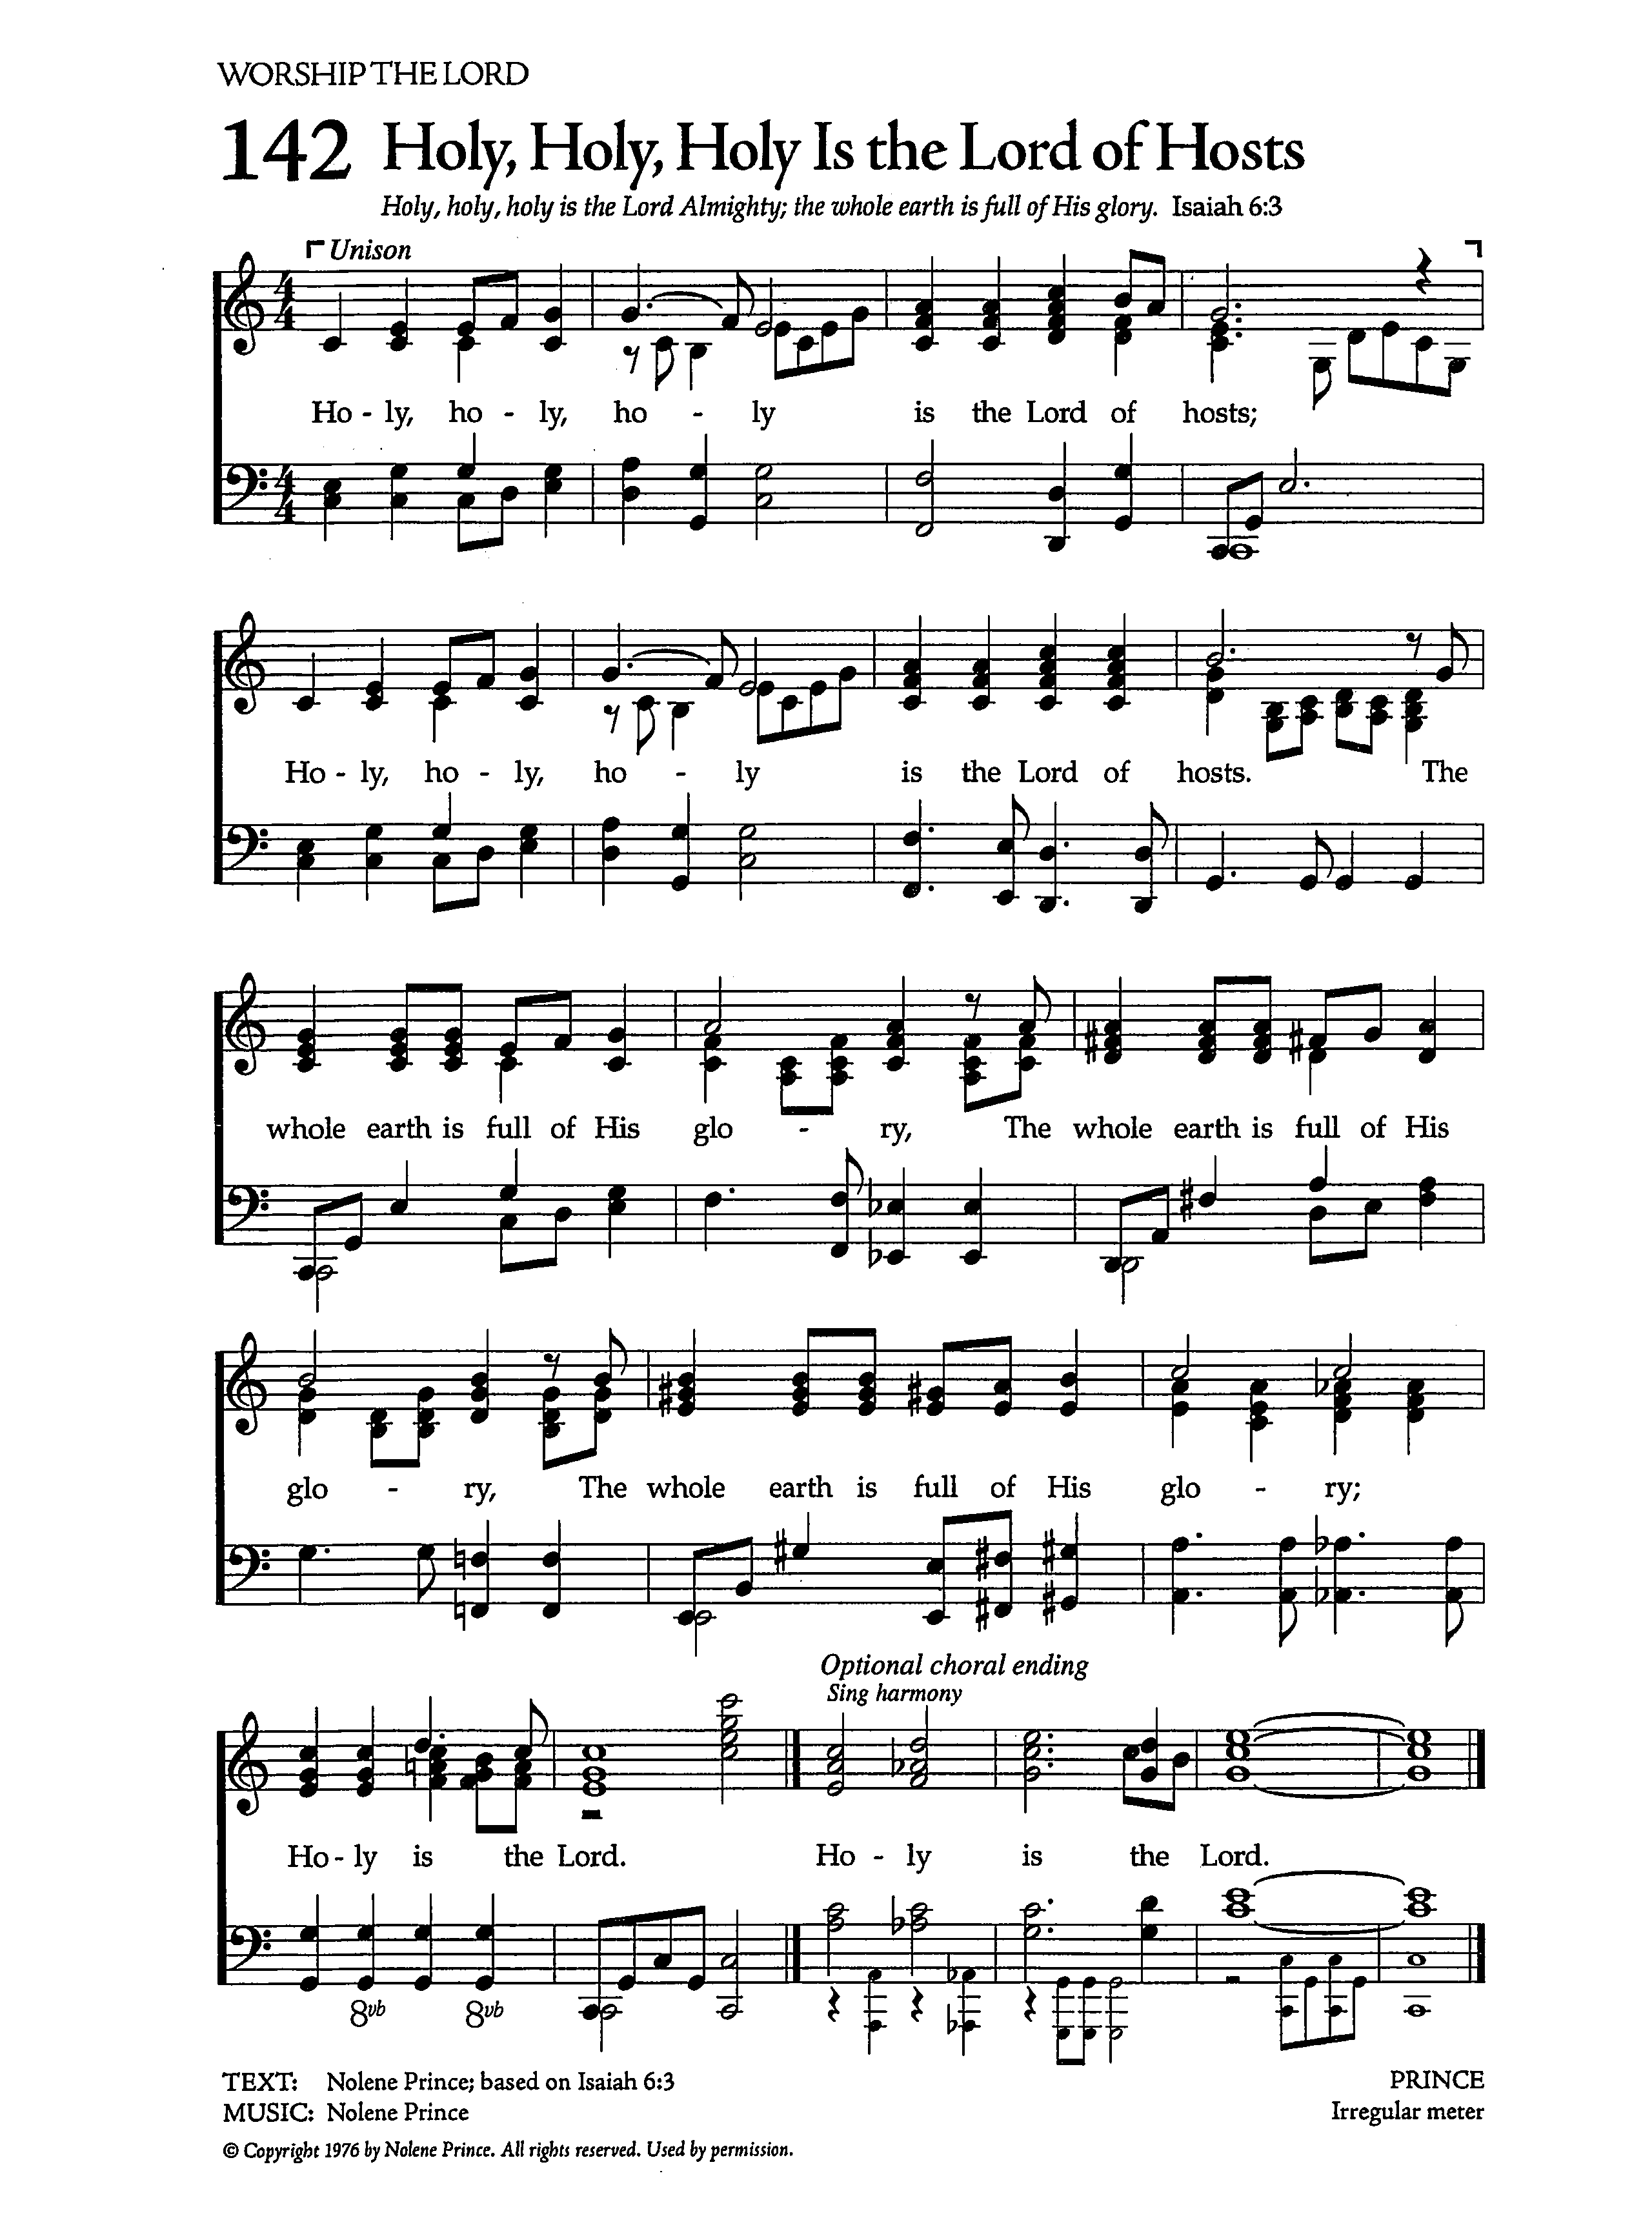 WORSHIP THE LORD
142 Holy, Holy, Holy Is the Lord of Hosts
Holy, holy, holy is the Lord Almighty; the whole earth is full of His glory. Isaiah 6:3
Unison
4 4
Ho - ly, ho - ly, ho - ly is the Lord of hosts;
4 4
Ho - ly, ho - ly, ho - ly is the Lord of hosts. The
whole earth is full of His glo - ry, The whole earth is full of His
glo - ry, The whole earth is full of His glo - ry;
Optional choral ending
Sing harmony
Ho - ly is the Lord. Ho - ly is the Lord.
8vb 8vb
TEXT: Nolene Prince; based on Isaiah 6:3
PRINCE
MUSIC: Nolene Prince
Irregular meter
© Copyright 1976 by Nolene Prince. All rights reserved. Used by permission.